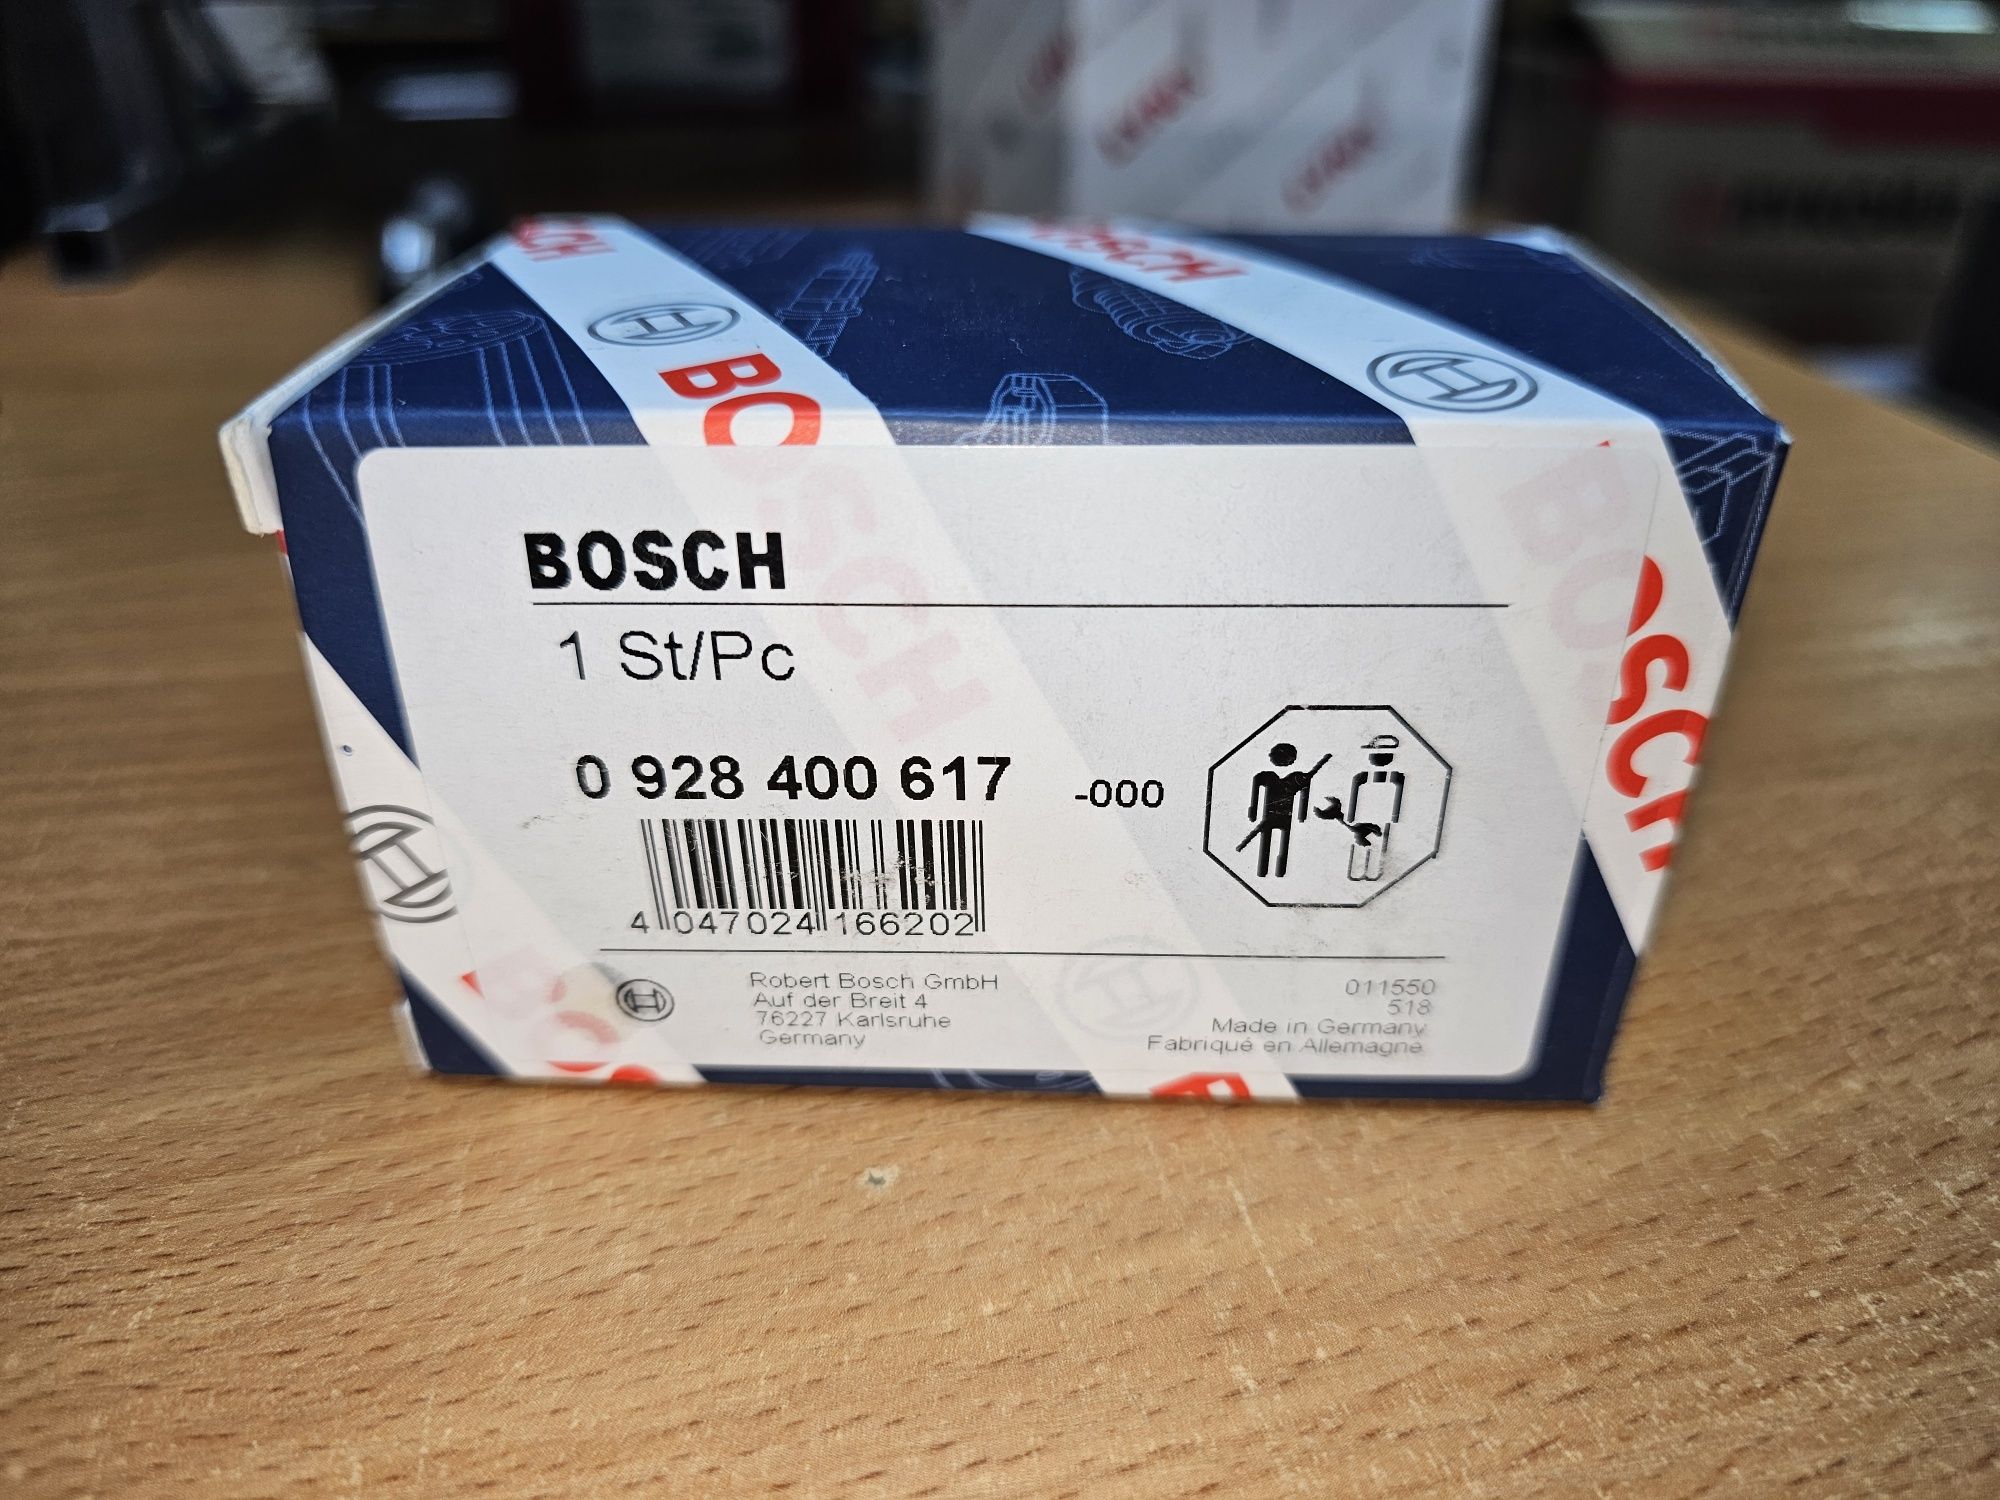 BOSCH
BOSCH
BOSCH
BOSCH
BOSCH
1 St/Pc
0 928 400 617 -000
4 047024 166202
Robert Bosch GmbH
Auf der Breit 4
76227 Karlsruhe
Germany
011550
518
Made in Germany
Fabriqué en Allemagne